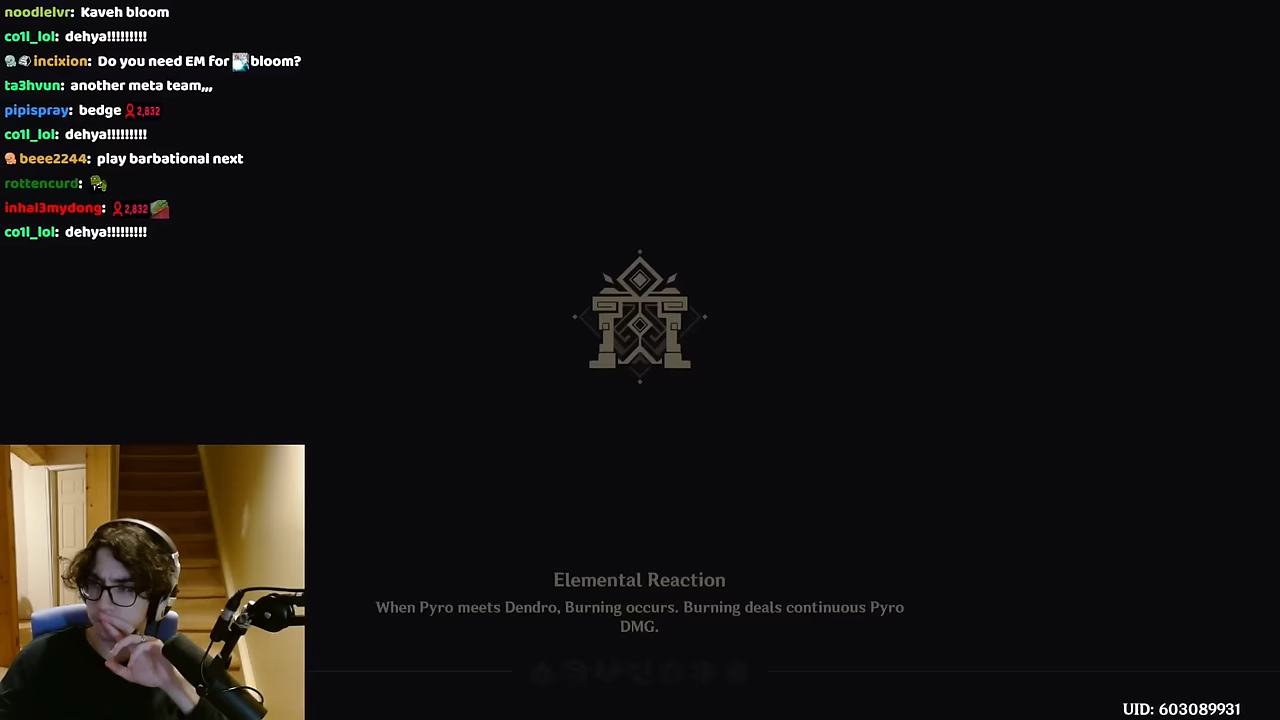 noodlelvr: Kaveh bloom
co1l_lol: dehya!!!!!!!!!
incixion: Do you need EM for bloom?
ta3hvun: another meta team,,,
pipispray: bedge 2,832
co1l_lol: dehya!!!!!!!!!
beee2244: play barbational next
rottencurd:
inhal3mydong: 2,832
co1l_lol: dehya!!!!!!!!!
Elemental Reaction
When Pyro meets Dendro, Burning occurs. Burning deals continuous Pyro
DMG.
UID: 603089931